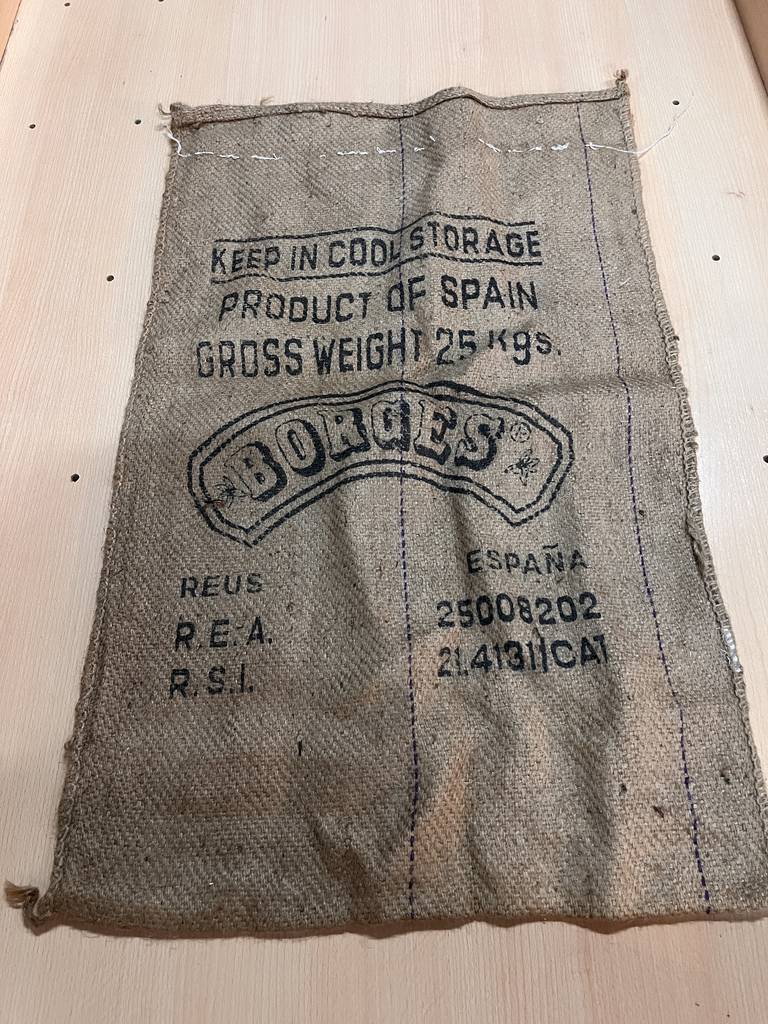 KEEP IN COOL STORAGE
PRODUCT OF SPAIN
GROSS WEIGHT 25 Kgs.
BORGES ®
REUS ESPAÑA
R.E.A. 25008202
R.S.I. 21.4131/CAT